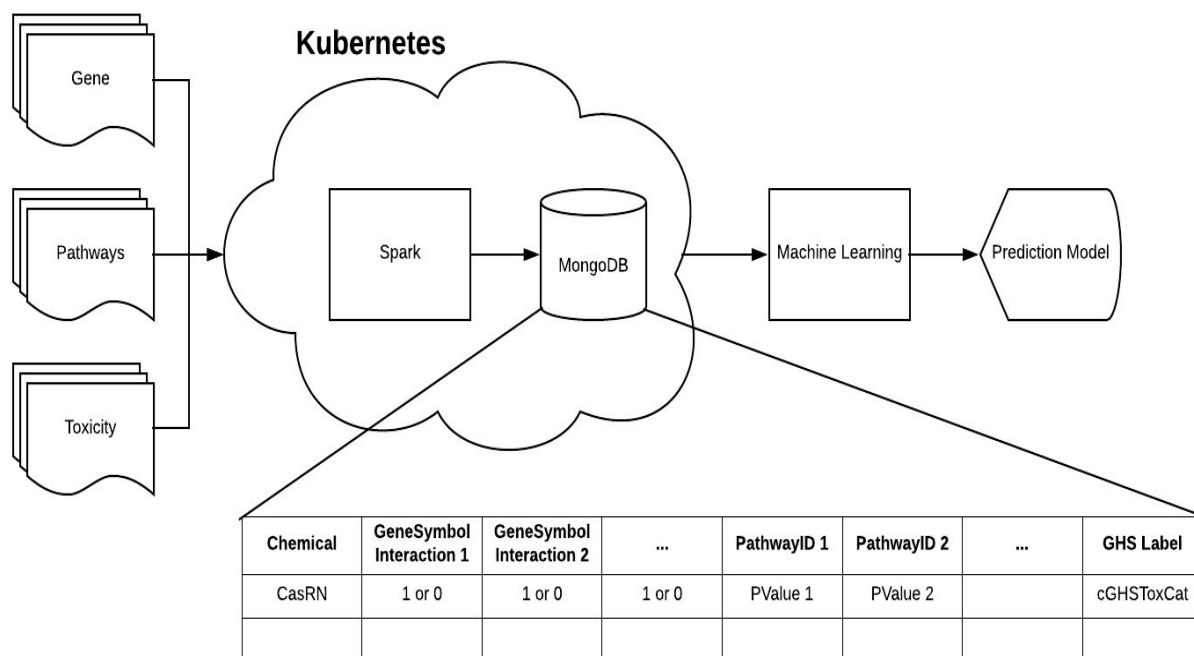 Kubernetes
Gene
Pathways
Toxicity
Spark
MongoDB
Machine Learning
Prediction Model
Chemical
GeneSymbol
Interaction 1
GeneSymbol
Interaction 2
...
PathwayID 1
PathwayID 2
...
GHS Label
CasRN
1 or 0
1 or 0
1 or 0
PValue 1
PValue 2
cGHSToxCat